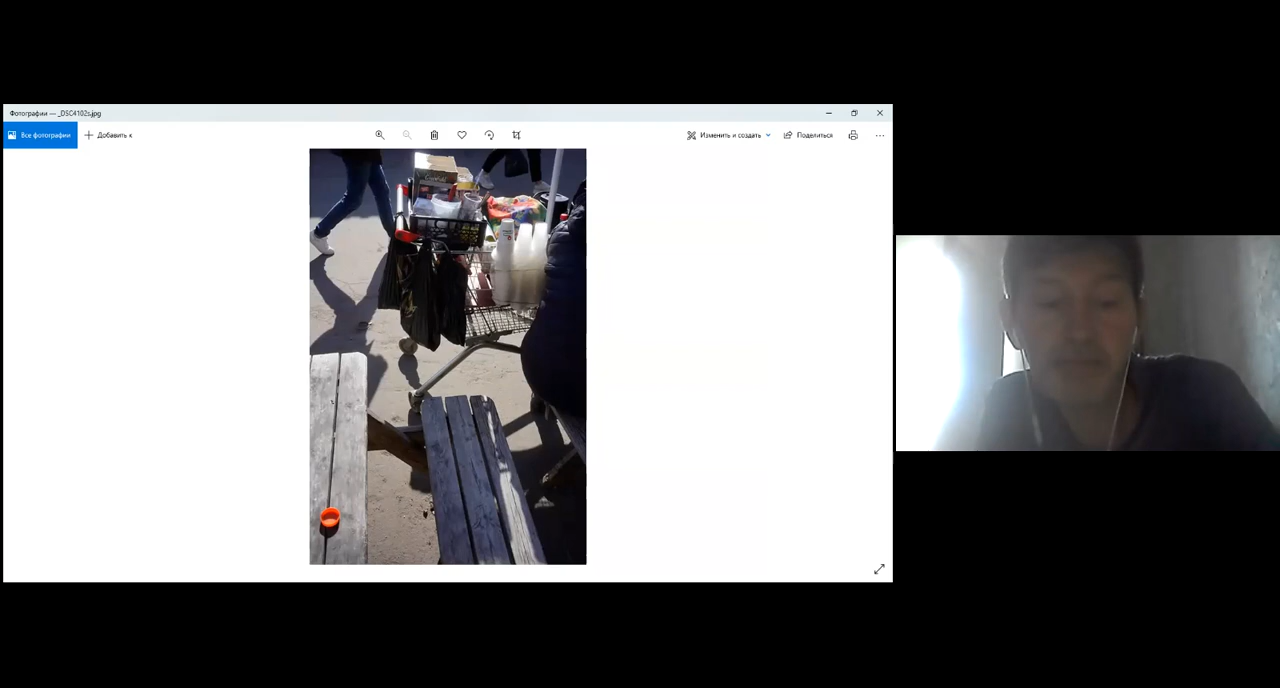 Фотографии — _DSC4102s.jpg
Все фотографии
Добавить к
Изменить и создать
Поделиться